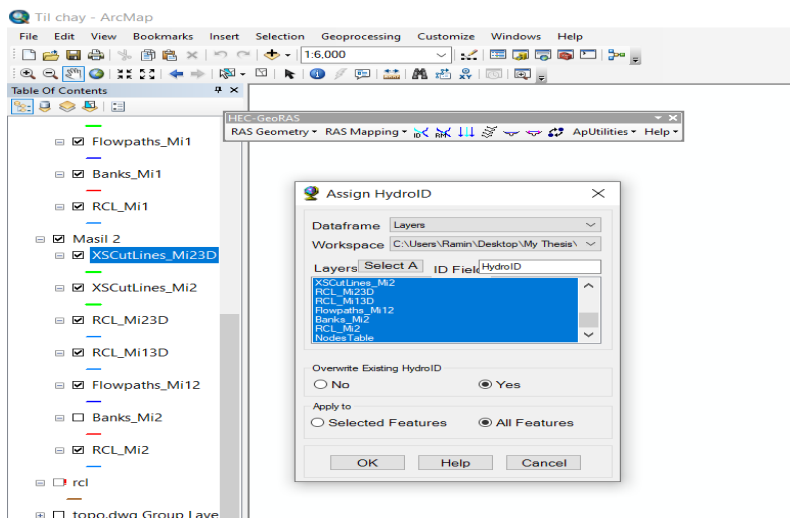 Til chay - ArcMap
File Edit View Bookmarks Insert Selection Geoprocessing Customize Windows Help
1:6,000
Table Of Contents
HEC-GeoRAS
RAS Geometry RAS Mapping ID RAK ApUtilities Help
Flowpaths_Mi1
Banks_Mi1
RCL_Mi1
Masil 2
XSCutLines_Mi23D
XSCutLines_Mi2
RCL_Mi23D
RCL_Mi13D
Flowpaths_Mi12
Banks_Mi2
RCL_Mi2
rcl
topo.dwg Group Laye
Assign HydroID
Dataframe Layers
Workspace C:\Users\Ramin\Desktop\My Thesis\
Layers Select A ID Field HydroID
XSCutLines_Mi2
RCL_Mi23D
RCL_Mi13D
Flowpaths_Mi12
Banks_Mi2
RCL_Mi2
NodesTable
Overwrite Existing HydroID
No Yes
Apply to
Selected Features All Features
OK Help Cancel